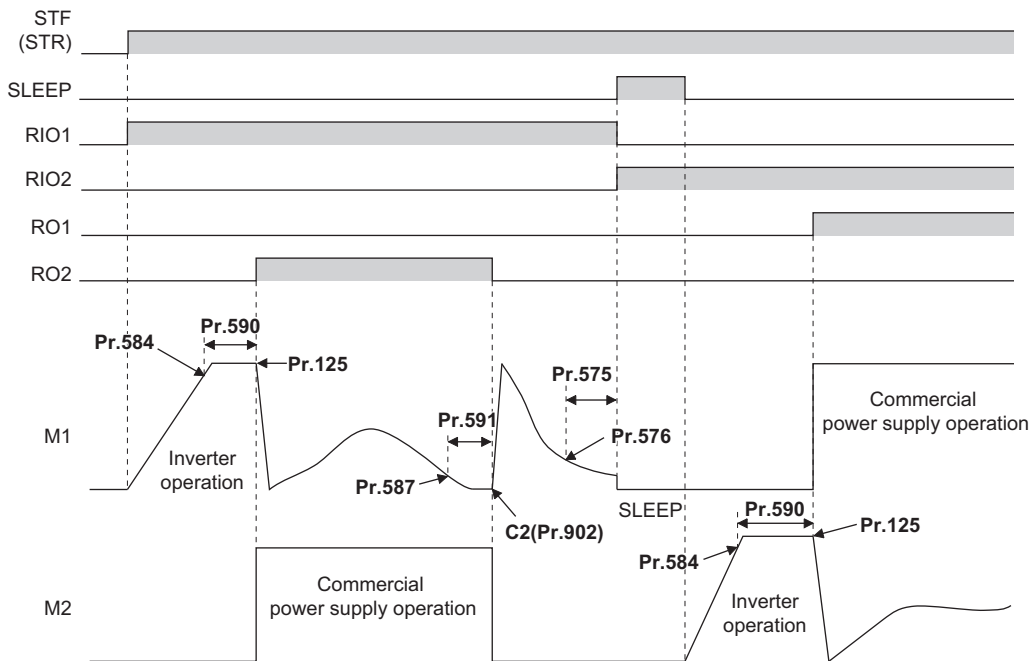 STF
(STR)
SLEEP
RIO1
RIO2
RO1
RO2
Pr.590
Pr.584
Pr.125
Pr.575
Pr.591
Pr.576
Commercial
power supply operation
M1
Inverter
operation
Pr.587
SLEEP
C2(Pr.902)
Pr.590
Pr.125
Pr.584
M2
Commercial
power supply operation
Inverter
operation